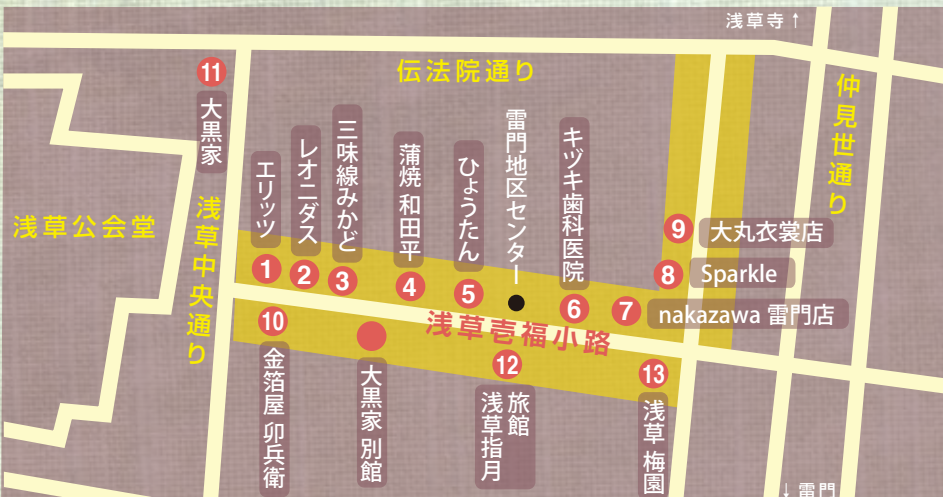 浅草寺↑
伝法院通り
仲見世通り
浅草公会堂
浅草中央通り
11
大黒家
1
エリッツ
2
レオニダス
3
三味線みかど
4
蒲焼 和田平
5
ひょうたん
雷門地区センター
6
キヅキ歯科医院
9 大丸衣裳店
8 Sparkle
7 nakazawa 雷門店
浅草壱福小路
10
金箔屋 卯兵衛
大黒家 別館
12
旅館
浅草指月
13
浅草 梅園
↓雷門